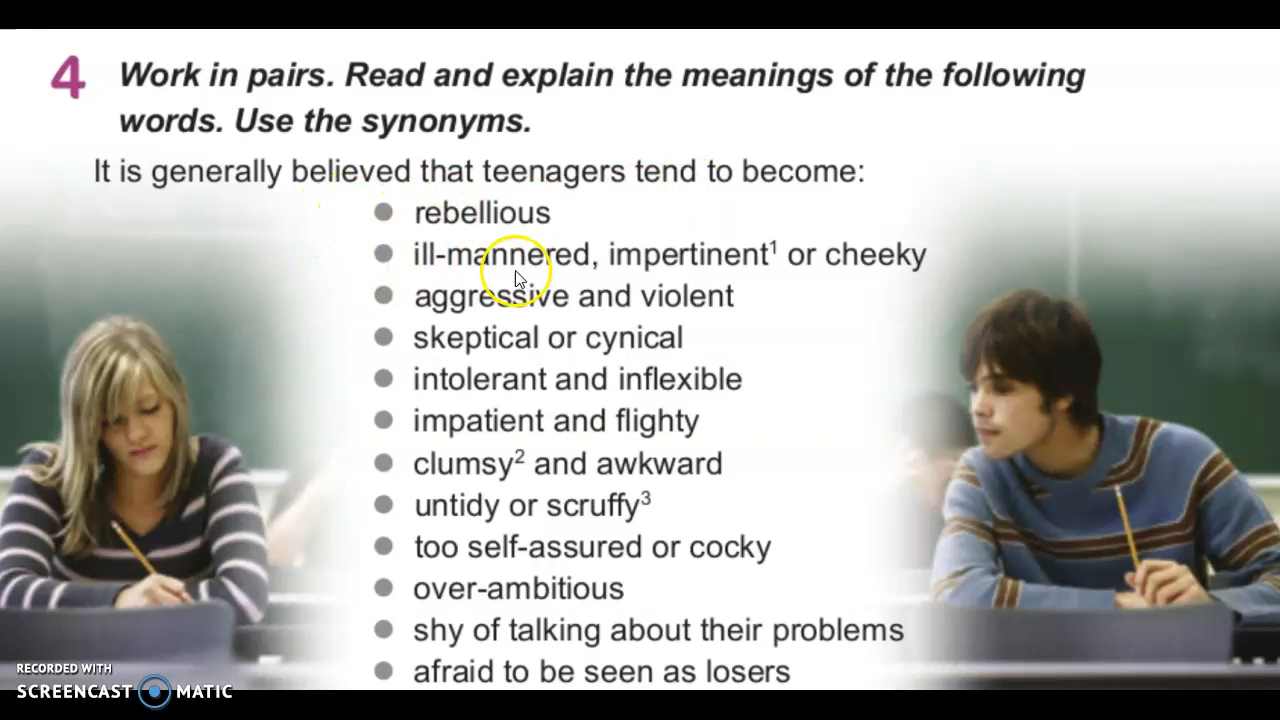 4 Work in pairs. Read and explain the meanings of the following
words. Use the synonyms.
It is generally believed that teenagers tend to become:
● rebellious
● ill-mannered, impertinent¹ or cheeky
● aggressive and violent
● skeptical or cynical
● intolerant and inflexible
● impatient and flighty
● clumsy² and awkward
● untidy or scruffy³
● too self-assured or cocky
● over-ambitious
● shy of talking about their problems
● afraid to be seen as losers
RECORDED WITH
SCREENCAST MATIC